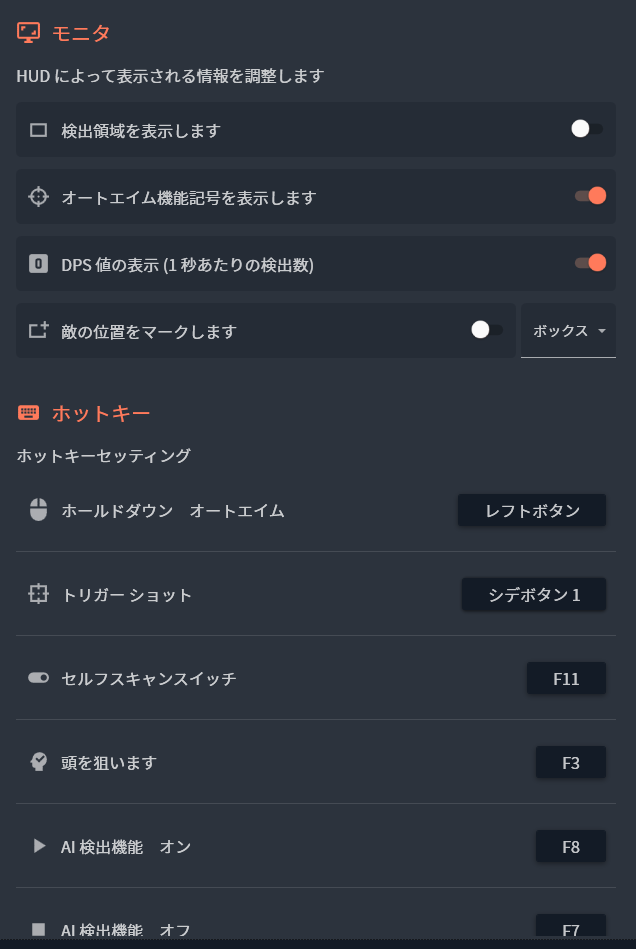 モニタ
HUD によって表示される情報を調整します
検出領域を表示します
オートエイム機能記号を表示します
DPS 値の表示 (1 秒あたりの検出数)
敵の位置をマークします ボックス
ホットキー
ホットキーセッティング
ホールドダウン　オートエイム レフトボタン
トリガー ショット シデボタン 1
セルフスキャンスイッチ F11
頭を狙います F3
AI 検出機能　オン F8
AI 検出機能　オフ F7